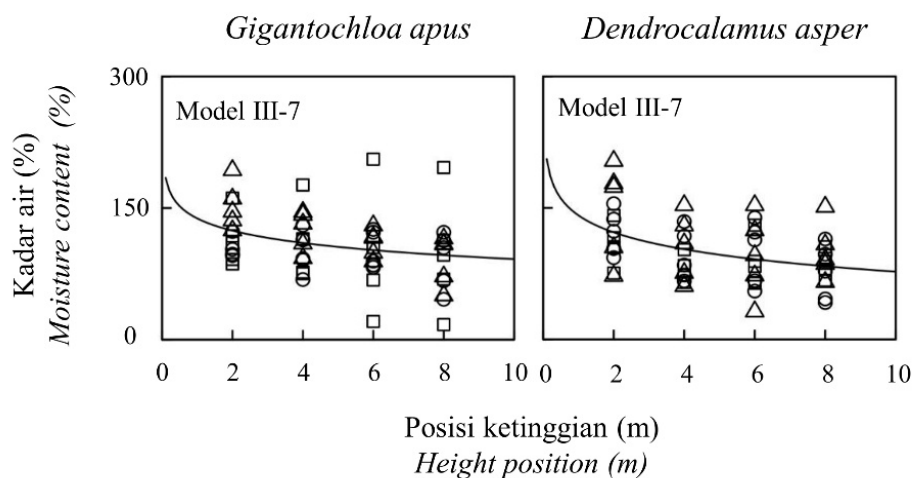 Gigantochloa apus
Dendrocalamus asper
Kadar air (%)
Moisture content (%)
300
150
0
Model III-7
Model III-7
0 2 4 6 8 10
0 2 4 6 8 10
Posisi ketinggian (m)
Height position (m)